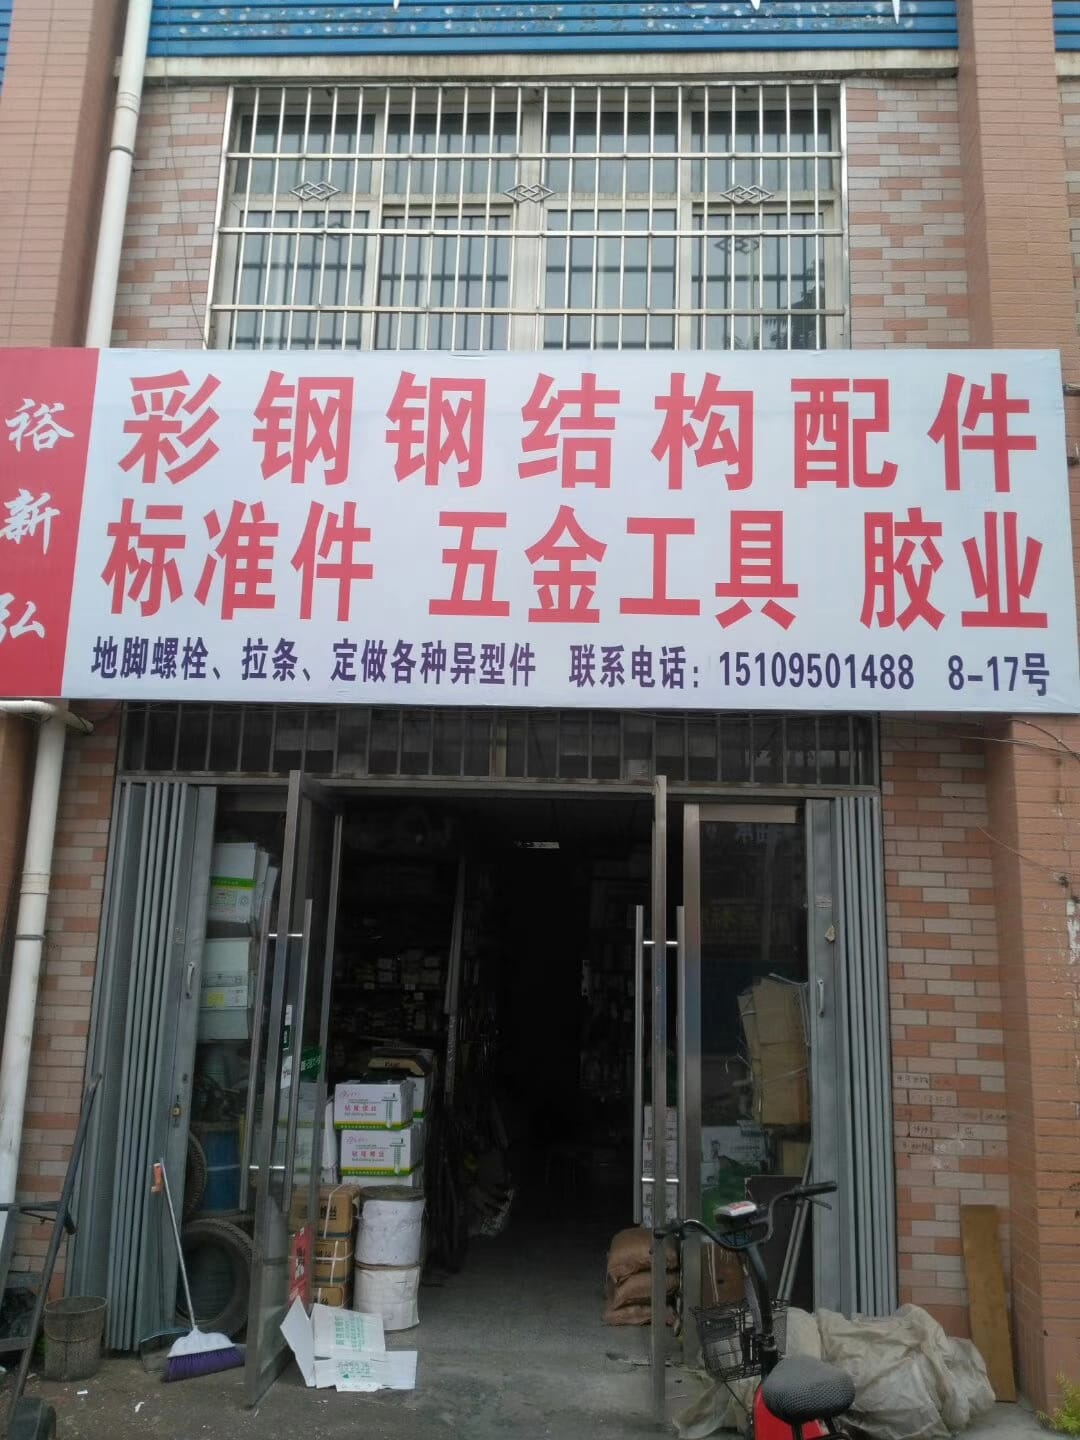 裕新弘
彩钢钢结构配件
标准件 五金工具 胶业
地脚螺栓、拉条、定做各种异型件 联系电话：15109501488 8-17号